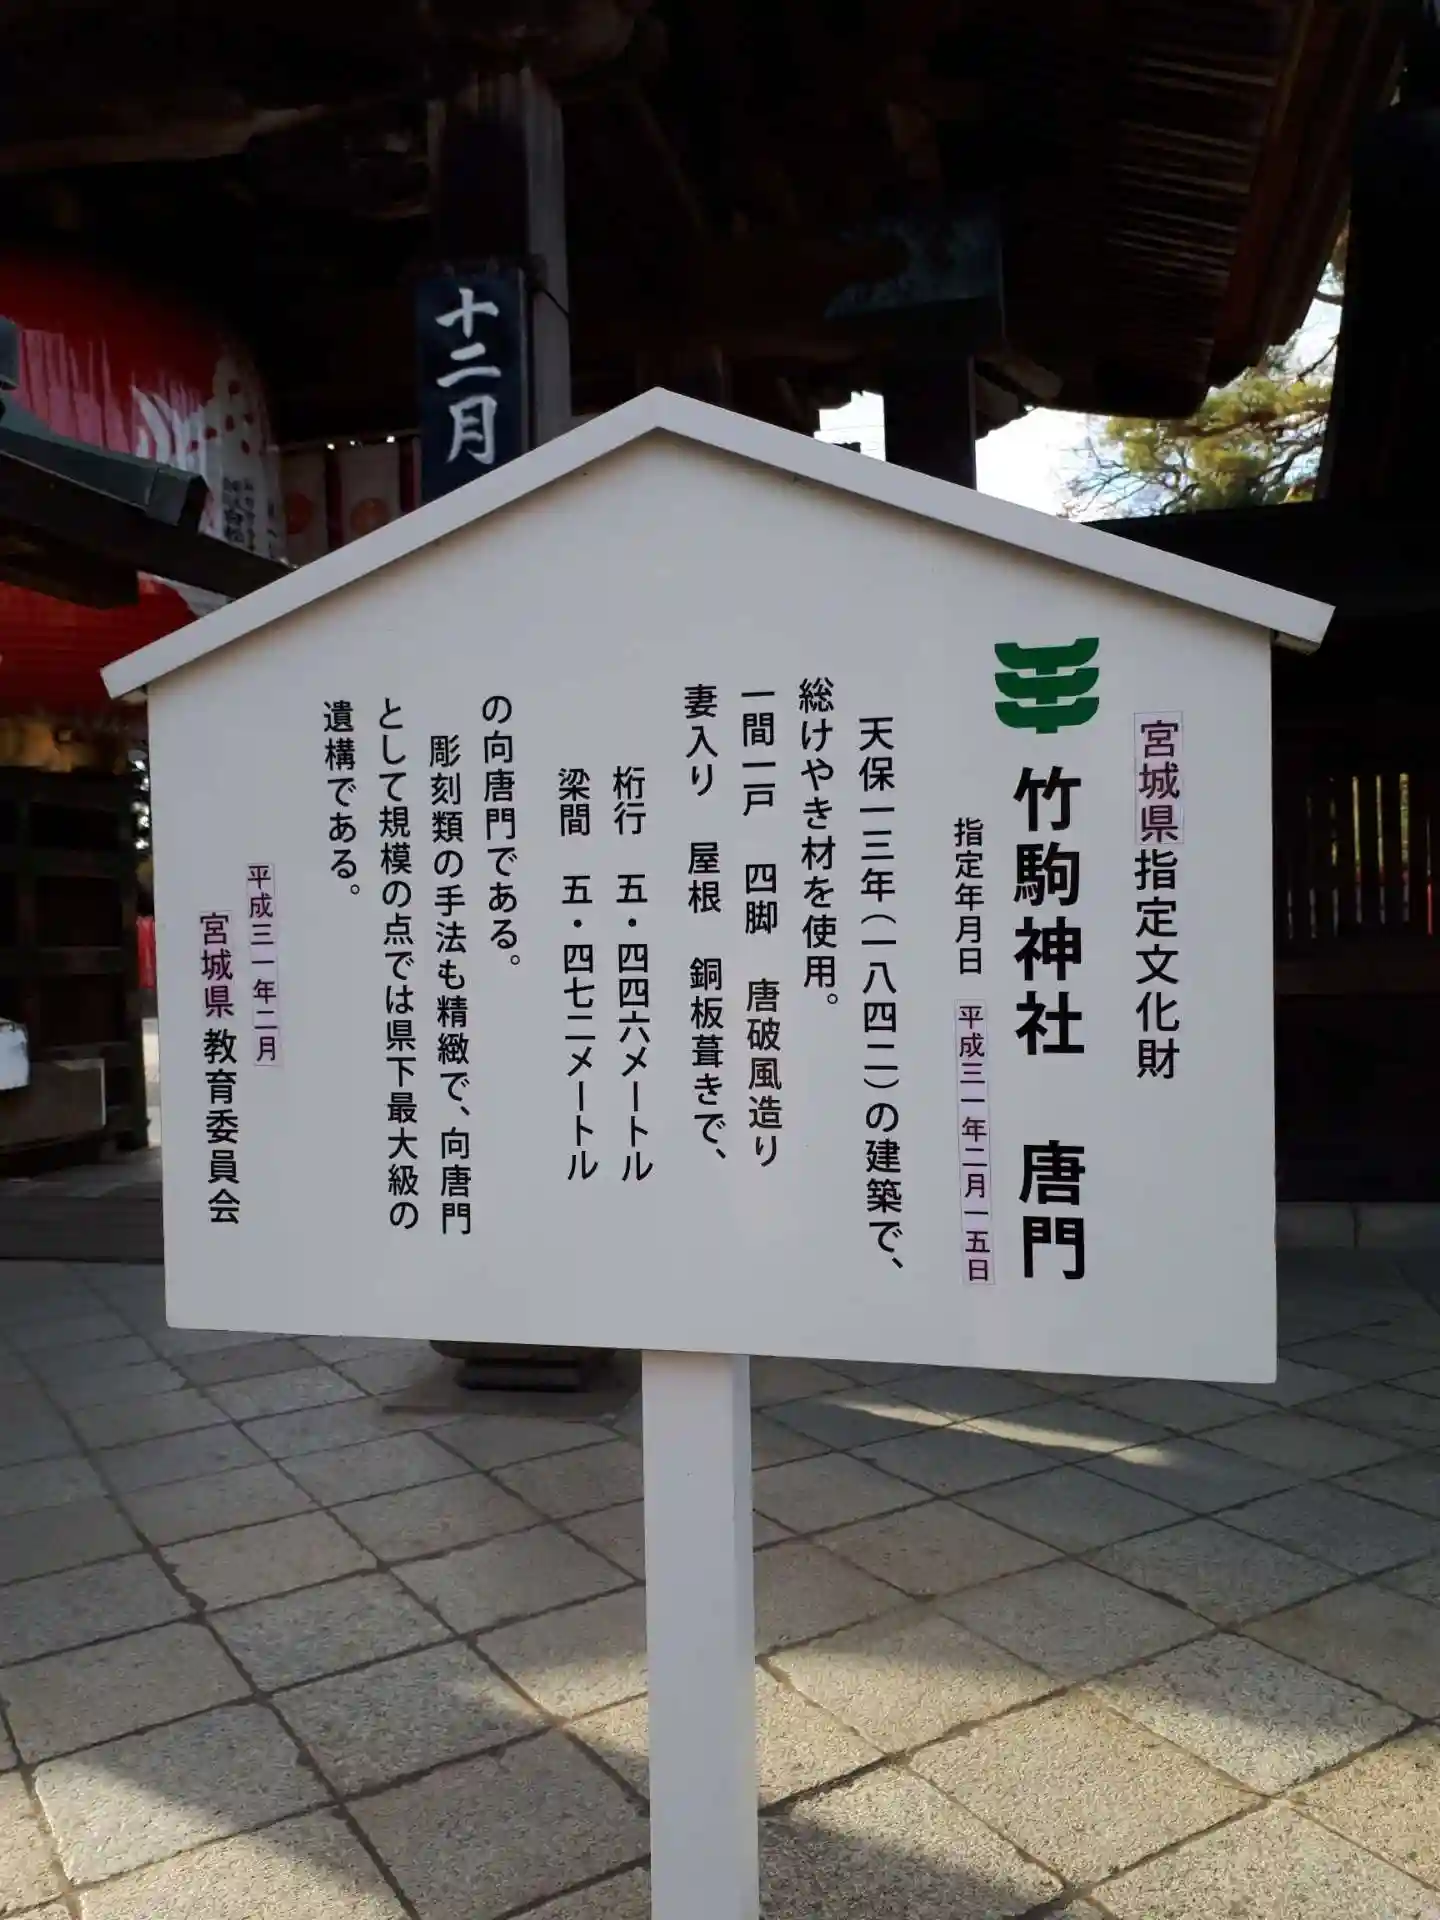 宮城県指定文化財
竹駒神社 唐門
指定年月日 平成三一年二月一五日
天保一三年(一八四二)の建築で、
総けやき材を使用。
一間一戸 四脚 唐破風造り
妻入り 屋根 銅板葺きで、
桁行 五・四四六メートル
梁間 五・四七二メートル
の向唐門である。
彫刻類の手法も精緻で、向唐門
として規模の点では県下最大級の
遺構である。
平成三一年二月
宮城県教育委員会
十二月